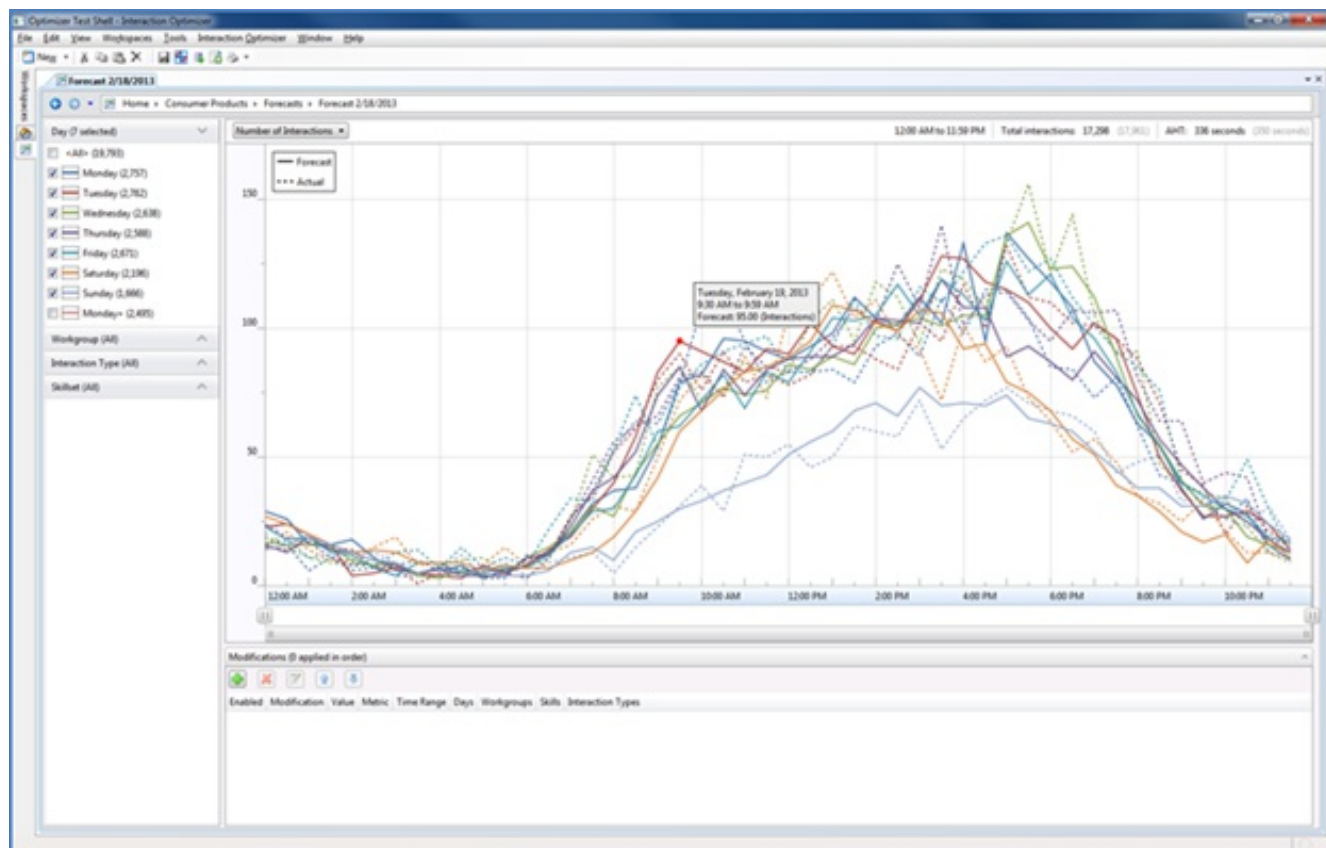 Optimizer Test Shell - Interaction Optimizer
File Edit View Workspaces Tools Interaction Optimizer Window Help
New
Workspaces
Forecast 2/18/2013
Home Consumer Products Forecasts Forecast 2/18/2013
Day (7 selected)
<All> (19,793)
Monday (2,757)
Tuesday (2,762)
Wednesday (2,638)
Thursday (2,588)
Friday (2,671)
Saturday (2,196)
Sunday (1,666)
Monday+ (2,495)
Workgroup (All)
Interaction Type (All)
Skillset (All)
Number of Interactions
12:00 AM to 11:59 PM Total interactions: 17,298 AHT: 336 seconds (350 seconds)
Forecast
Actual
150
100
50
0
Tuesday, February 19, 2013
9:30 AM to 9:59 AM
Forecast: 95.00 (Interactions)
12:00 AM 2:00 AM 4:00 AM 6:00 AM 8:00 AM 10:00 AM 12:00 PM 2:00 PM 4:00 PM 6:00 PM 8:00 PM 10:00 PM
Modifications (0 applied in order)
Enabled Modification Value Metric Time Range Days Workgroups Skills Interaction Types